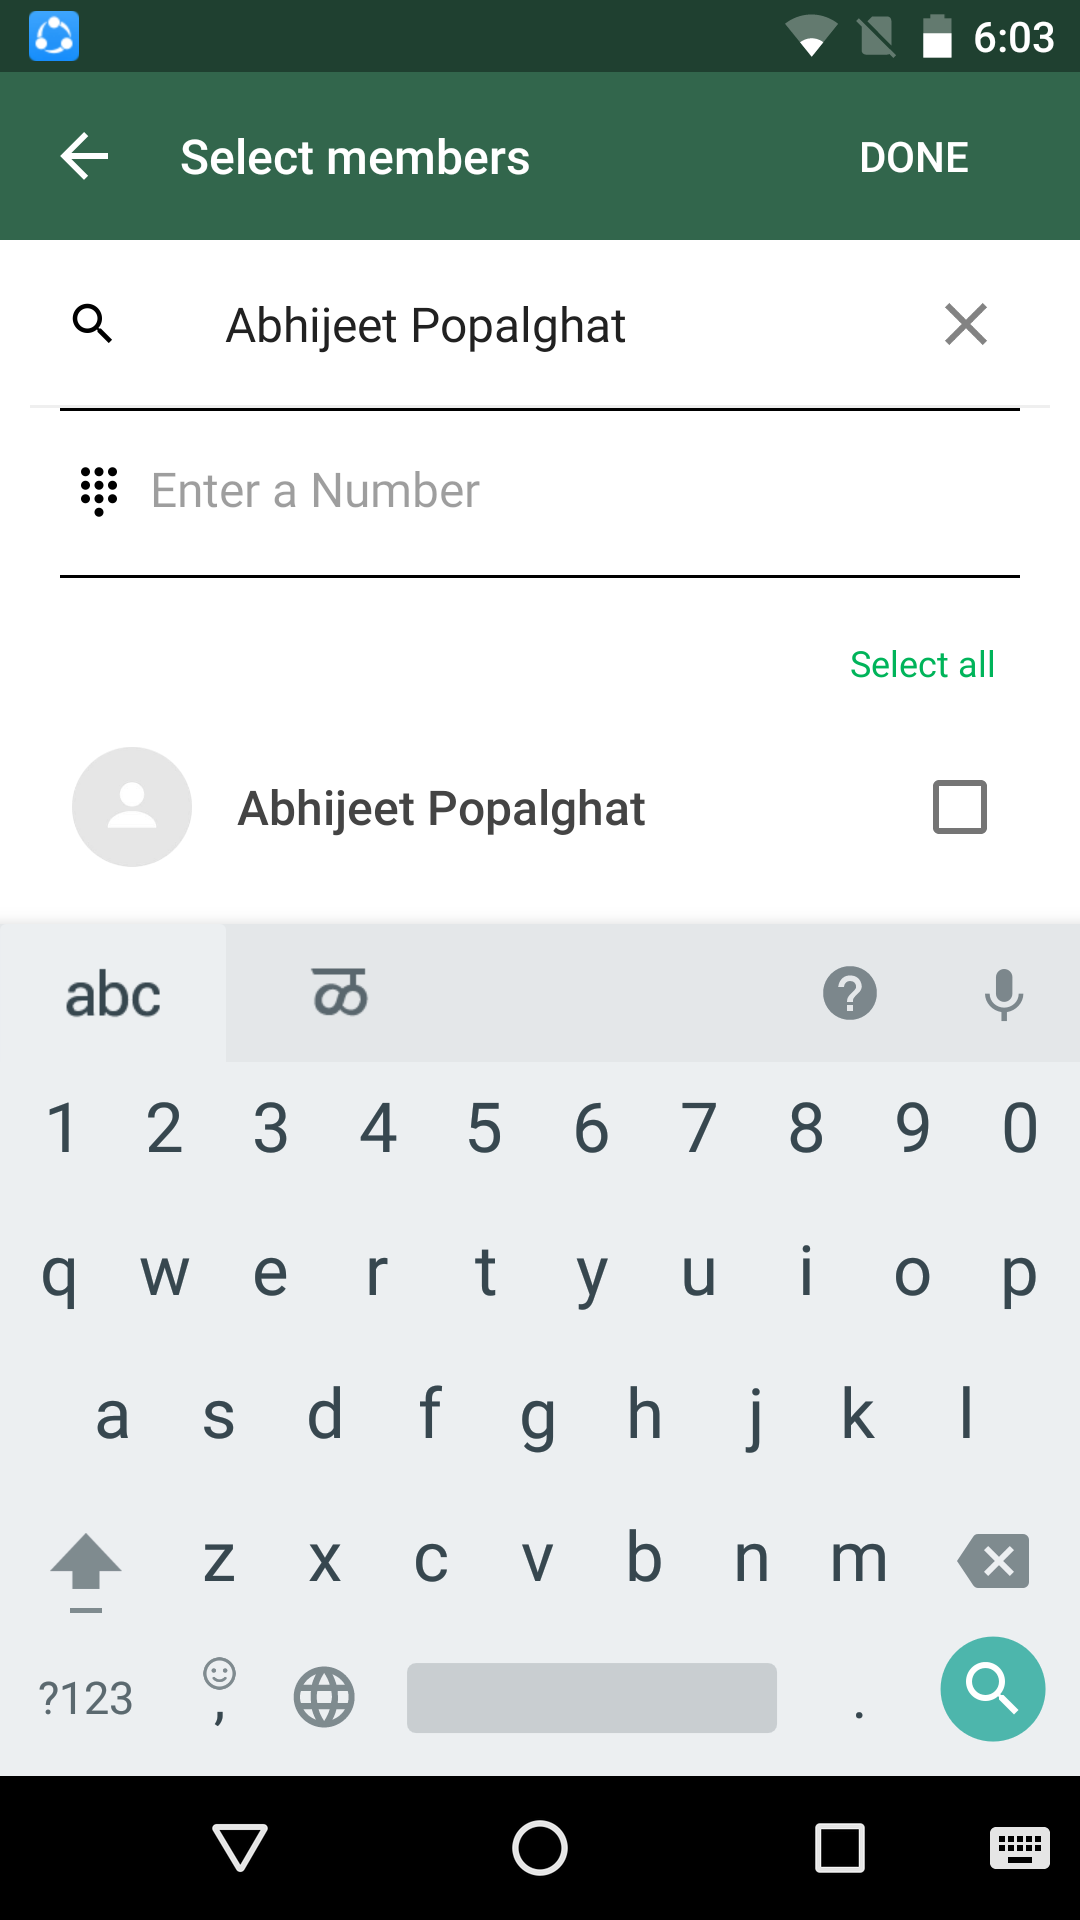 6:03
Select members DONE
Abhijeet Popalghat
Enter a Number
Select all
Abhijeet Popalghat
abc ळ ?
1 2 3 4 5 6 7 8 9 0
q w e r t y u i o p
a s d f g h j k l
z x c v b n m
?123 , .